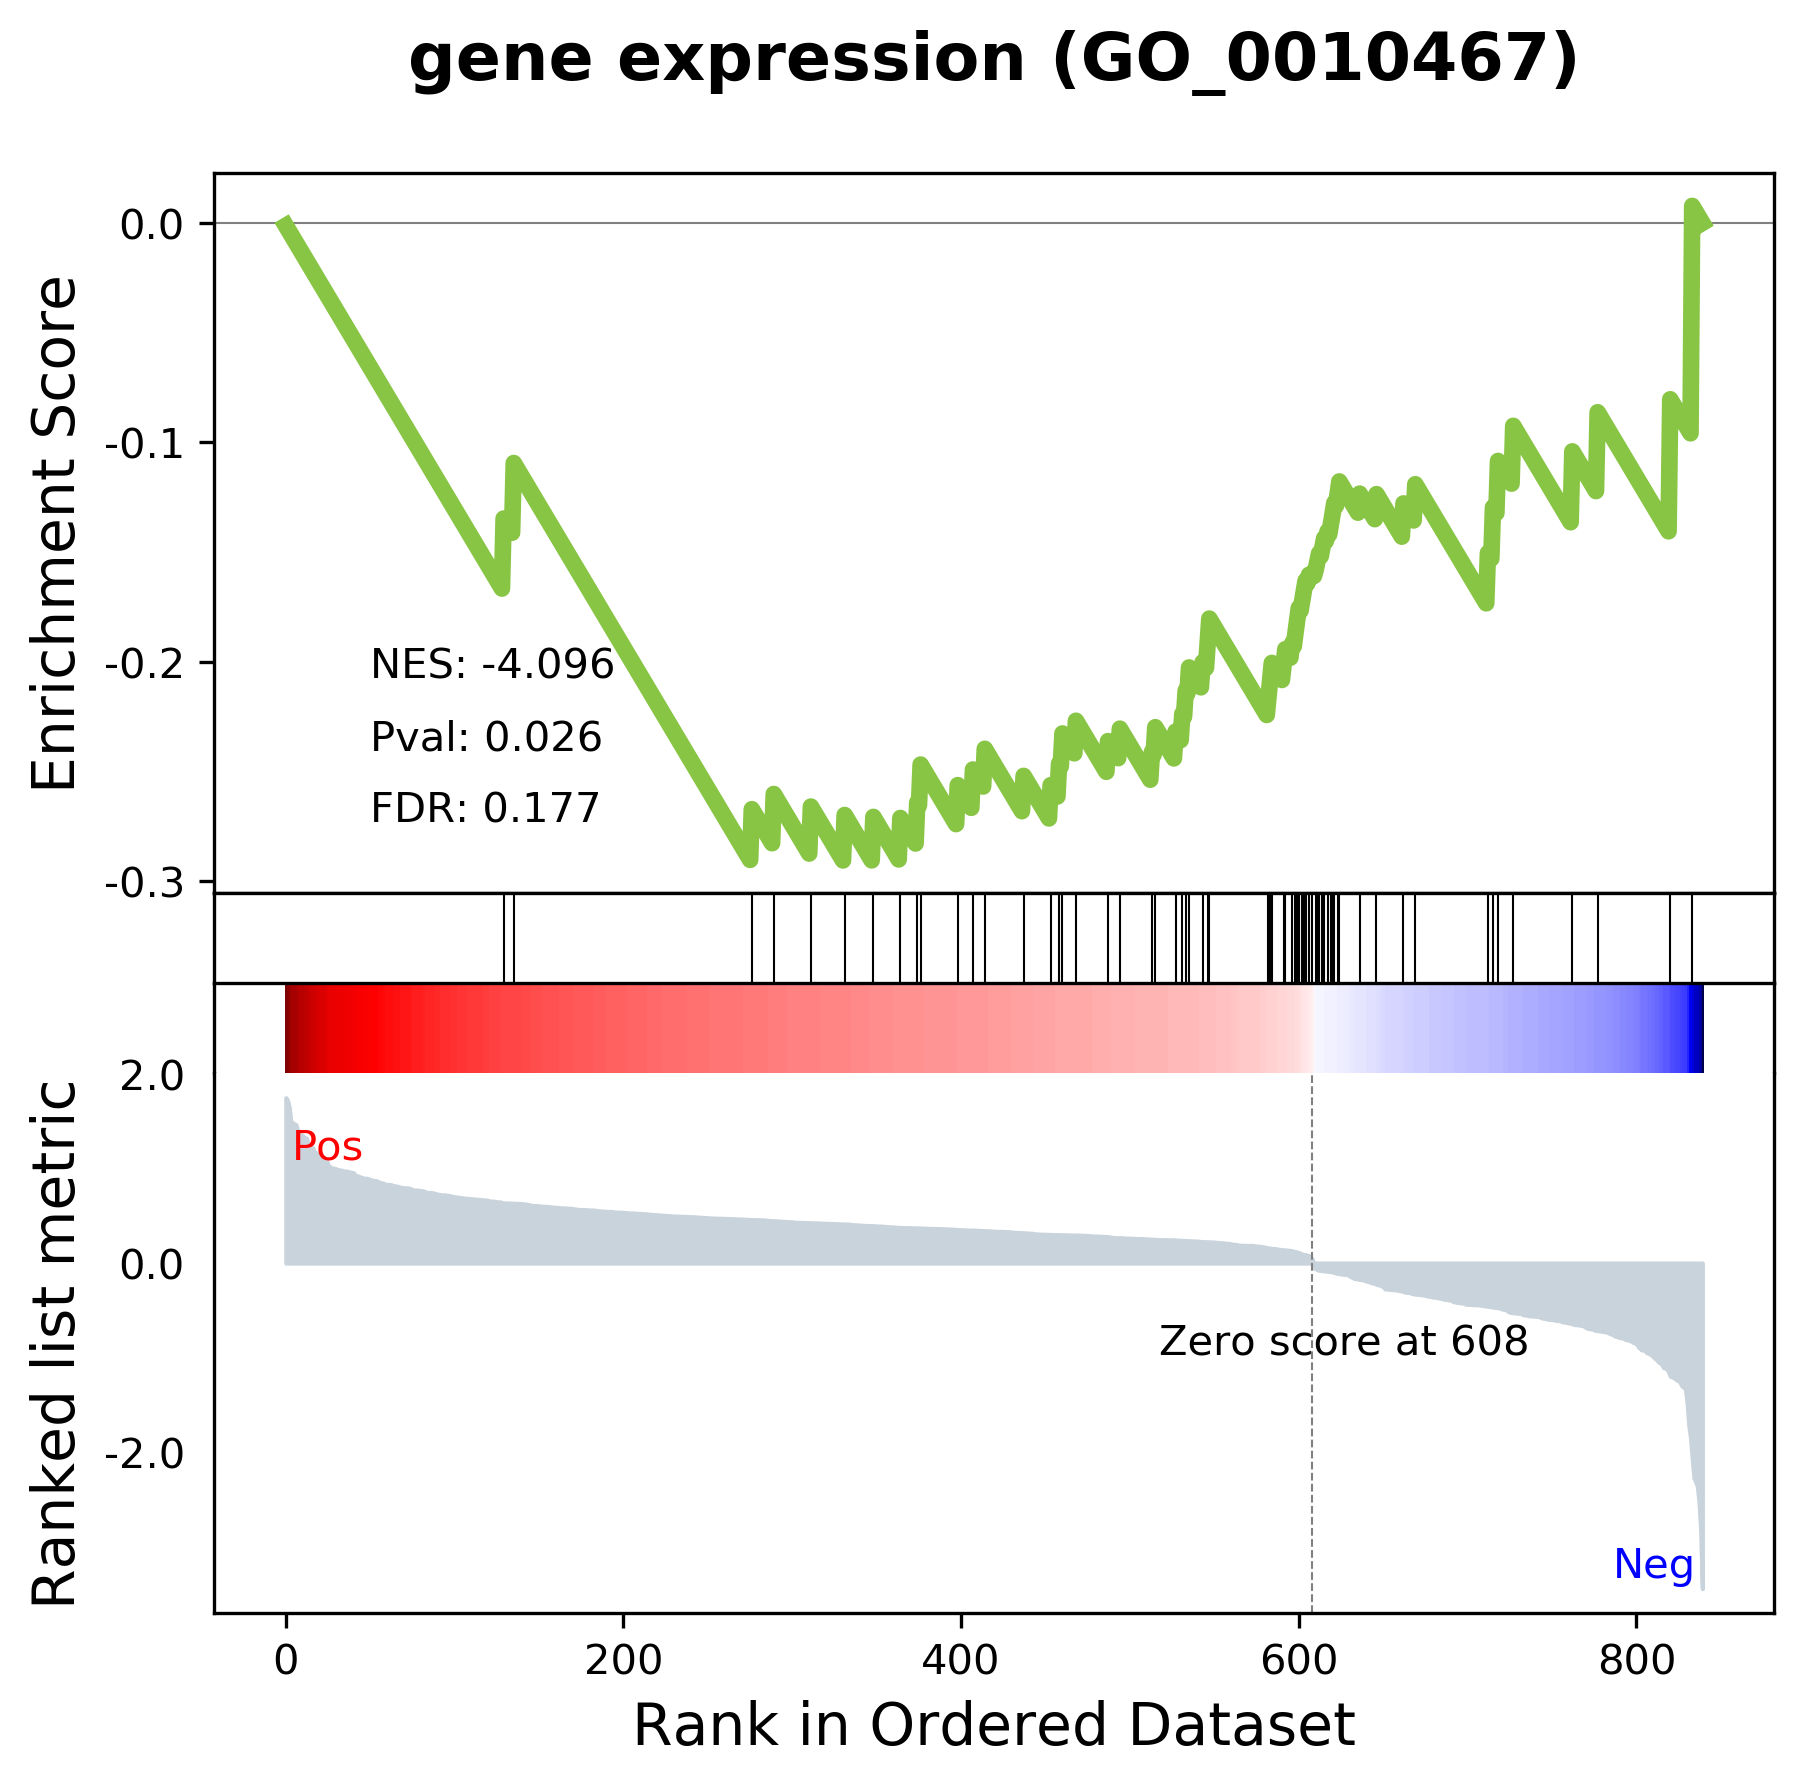 gene expression (GO_0010467)
Enrichment Score
0.0
-0.1
-0.2
-0.3
NES: -4.096
Pval: 0.026
FDR: 0.177
Ranked list metric
2.0
0.0
-2.0
Pos
Zero score at 608
Neg
0 200 400 600 800
Rank in Ordered Dataset